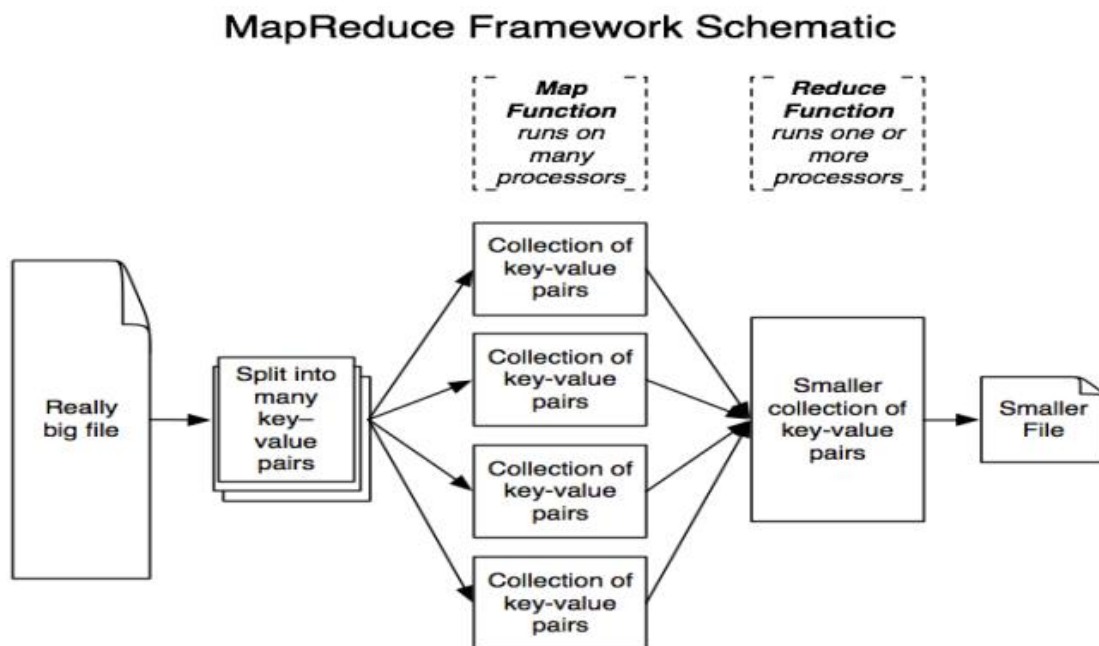 MapReduce Framework Schematic
Map
Function
runs on
many
processors
Reduce
Function
runs one or
more
processors
Really
big file
Split into
many
key–
value
pairs
Collection of
key-value
pairs
Collection of
key-value
pairs
Collection of
key-value
pairs
Collection of
key-value
pairs
Smaller
collection of
key-value
pairs
Smaller
File